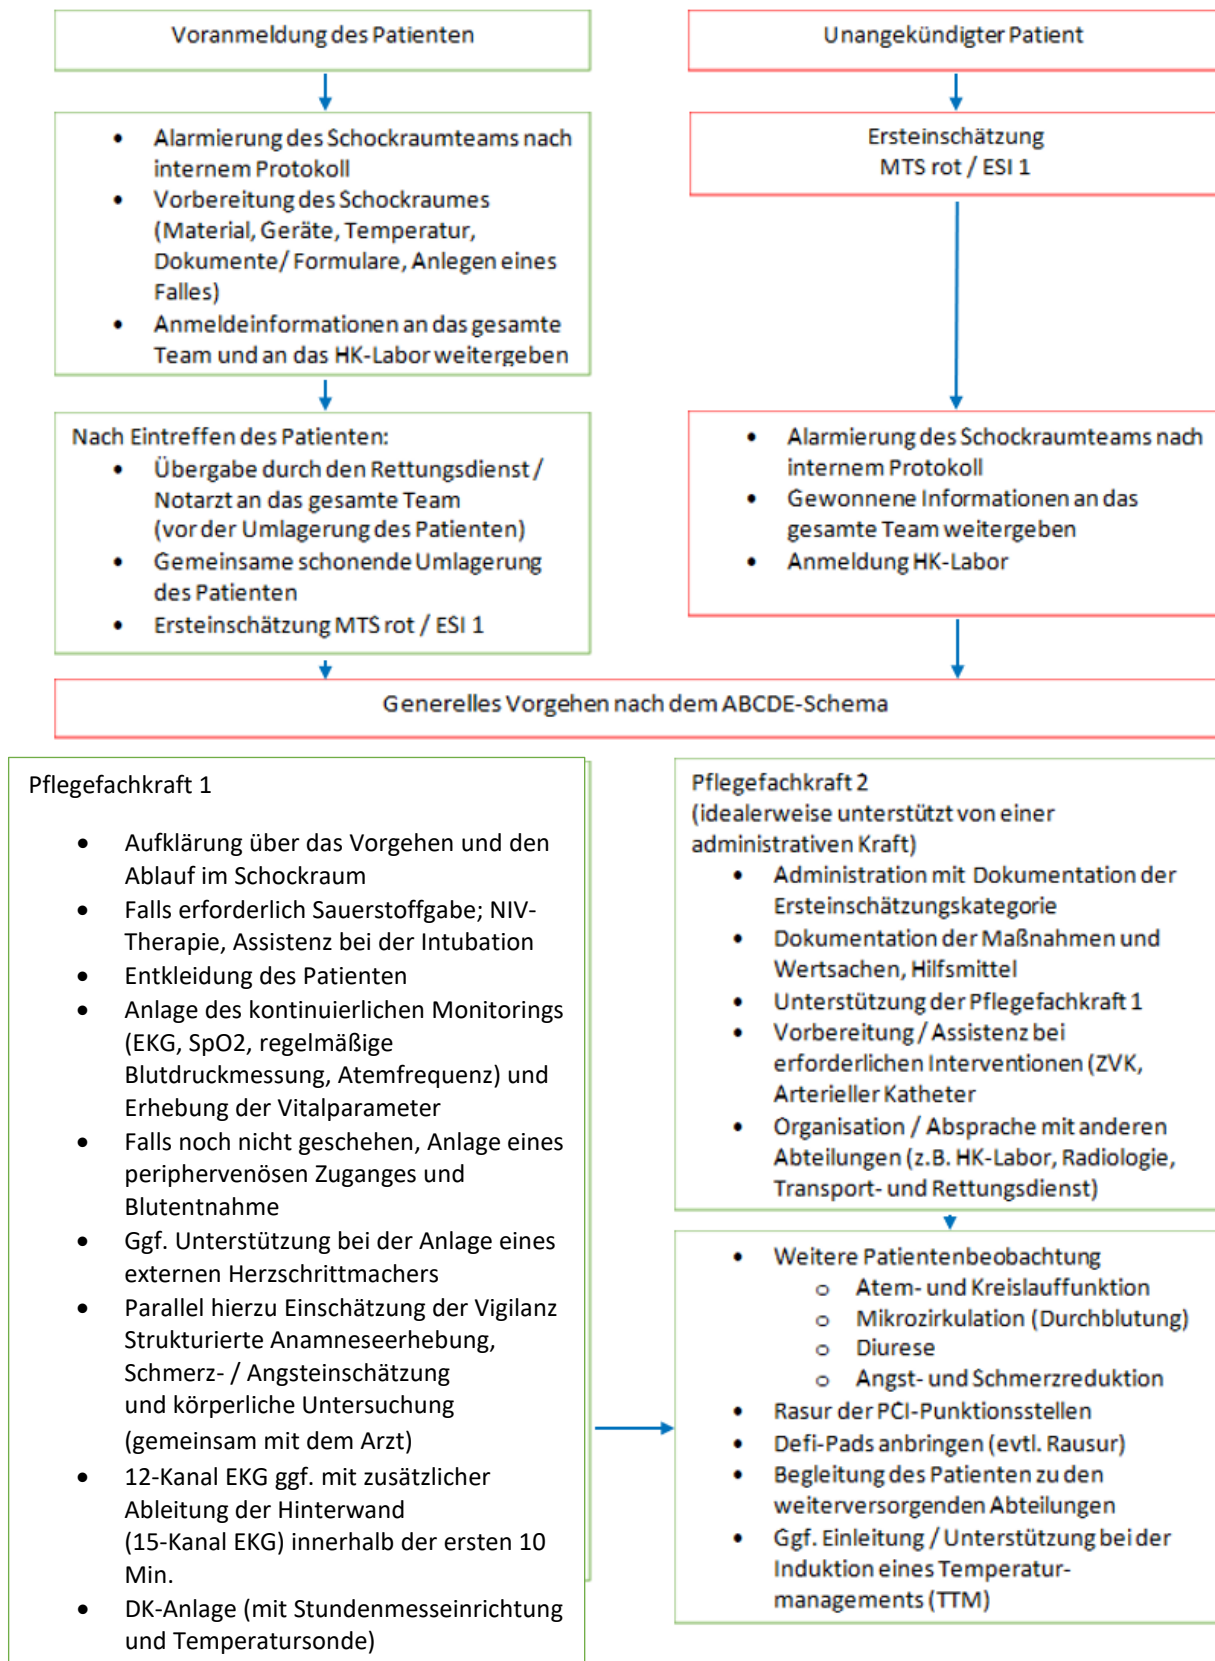 Voranmeldung des Patienten
Unangekündigter Patient
• Alarmierung des Schockraumteams nach
internem Protokoll
• Vorbereitung des Schockraumes
(Material, Geräte, Temperatur,
Dokumente/ Formulare, Anlegen eines
Falles)
• Anmeldeinformationen an das gesamte
Team und an das HK-Labor weitergeben
Ersteinschätzung
MTS rot / ESI 1
Nach Eintreffen des Patienten:
• Übergabe durch den Rettungsdienst /
Notarzt an das gesamte Team
(vor der Umlagerung des Patienten)
• Gemeinsame schonende Umlagerung
des Patienten
• Ersteinschätzung MTS rot / ESI 1
• Alarmierung des Schockraumteams nach
internem Protokoll
• Gewonnene Informationen an das
gesamte Team weitergeben
• Anmeldung HK-Labor
Generelles Vorgehen nach dem ABCDE-Schema
Pflegefachkraft 1
• Aufklärung über das Vorgehen und den
Ablauf im Schockraum
• Falls erforderlich Sauerstoffgabe; NIV-
Therapie, Assistenz bei der Intubation
• Entkleidung des Patienten
• Anlage des kontinuierlichen Monitorings
(EKG, SpO2, regelmäßige
Blutdruckmessung, Atemfrequenz) und
Erhebung der Vitalparameter
• Falls noch nicht geschehen, Anlage eines
periphervenösen Zuganges und
Blutentnahme
• Ggf. Unterstützung bei der Anlage eines
externen Herzschrittmachers
• Parallel hierzu Einschätzung der Vigilanz
Strukturierte Anamneseerhebung,
Schmerz- / Angsteinschätzung
und körperliche Untersuchung
(gemeinsam mit dem Arzt)
• 12-Kanal EKG ggf. mit zusätzlicher
Ableitung der Hinterwand
(15-Kanal EKG) innerhalb der ersten 10
Min.
• DK-Anlage (mit Stundenmesseinrichtung
und Temperatursonde)
Pflegefachkraft 2
(idealerweise unterstützt von einer
administrativen Kraft)
• Administration mit Dokumentation der
Ersteinschätzungskategorie
• Dokumentation der Maßnahmen und
Wertsachen, Hilfsmittel
• Unterstützung der Pflegefachkraft 1
• Vorbereitung / Assistenz bei
erforderlichen Interventionen (ZVK,
Arterieller Katheter
• Organisation / Absprache mit anderen
Abteilungen (z.B. HK-Labor, Radiologie,
Transport- und Rettungsdienst)
• Weitere Patientenbeobachtung
o Atem- und Kreislauffunktion
o Mikrozirkulation (Durchblutung)
o Diurese
o Angst- und Schmerzreduktion
• Rasur der PCI-Punktionsstellen
• Defi-Pads anbringen (evtl. Rausur)
• Begleitung des Patienten zu den
weiterversorgenden Abteilungen
• Ggf. Einleitung / Unterstützung bei der
Induktion eines Temperatur-
managements (TTM)